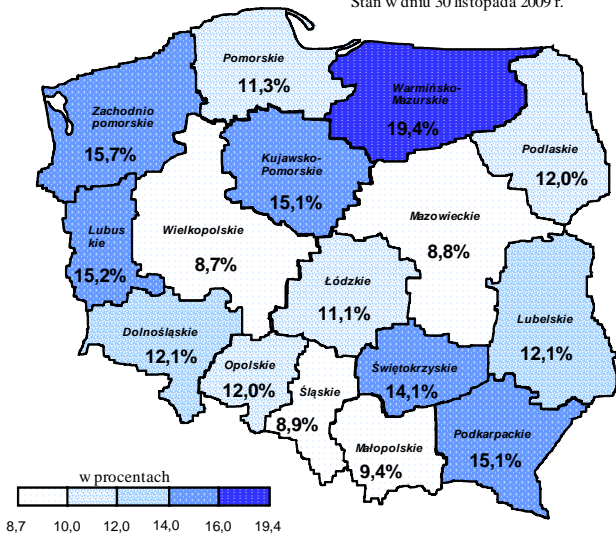 Stan w dniu 30 listopada 2009 r.
Pomorskie
11,3%
Warmińsko-
Mazurskie
19,4%
Zachodnio
pomorskie
15,7%
Kujawsko-
Pomorskie
15,1%
Podlaskie
12,0%
Lubus
kie
15,2%
Wielkopolskie
8,7%
Mazowieckie
8,8%
Łódzkie
11,1%
Lubelskie
12,1%
Dolnośląskie
12,1%
Opolskie
12,0%
Śląskie
8,9%
Świętokrzyskie
14,1%
Małopolskie
9,4%
Podkarpackie
15,1%
w procentach
8,7 10,0 12,0 14,0 16,0 19,4